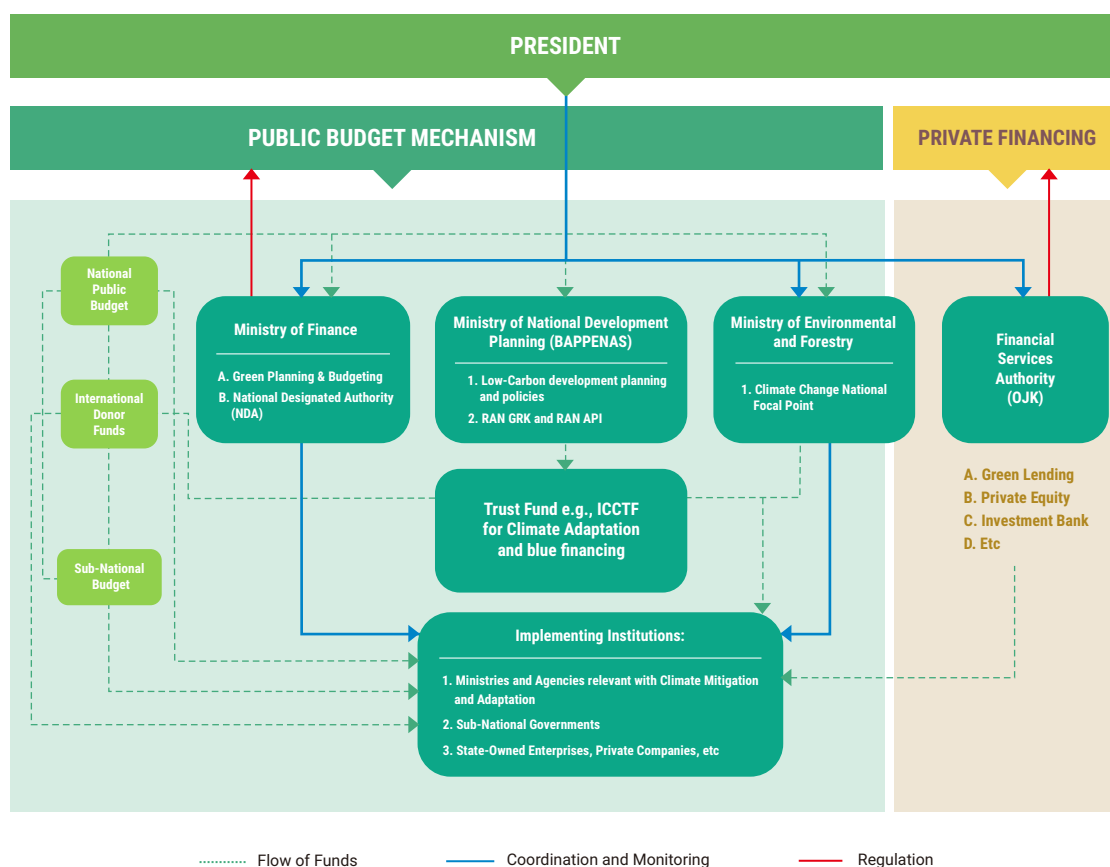 PRESIDENT
PUBLIC BUDGET MECHANISM
PRIVATE FINANCING
National
Public
Budget
International
Donor
Funds
Sub-National
Budget
Ministry of Finance
A. Green Planning & Budgeting
B. National Designated Authority
(NDA)
Ministry of National Development
Planning (BAPPENAS)
1. Low-Carbon development planning
and policies
2. RAN GRK and RAN API
Ministry of Environmental
and Forestry
1. Climate Change National
Focal Point
Financial
Services
Authority
(OJK)
A. Green Lending
B. Private Equity
C. Investment Bank
D. Etc
Trust Fund e.g., ICCTF
for Climate Adaptation
and blue financing
Implementing Institutions:
1. Ministries and Agencies relevant with Climate Mitigation
and Adaptation
2. Sub-National Governments
3. State-Owned Enterprises, Private Companies, etc
Flow of Funds
Coordination and Monitoring
Regulation